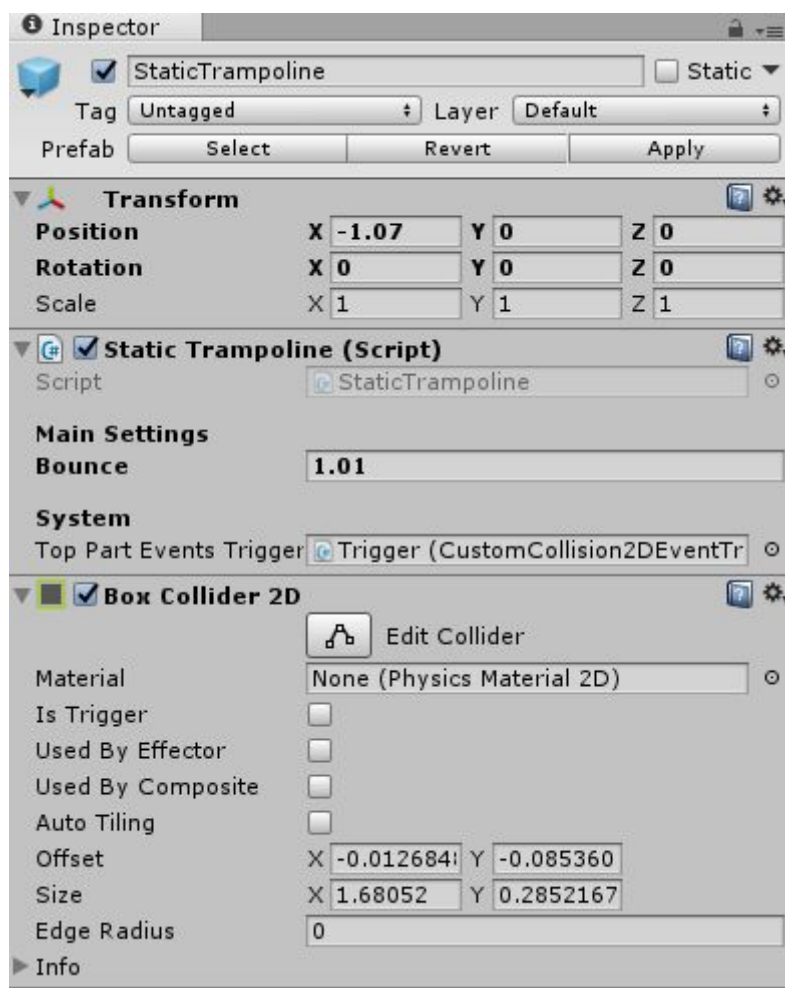 Inspector
StaticTrampoline Static
Tag Untagged Layer Default
Prefab Select Revert Apply
Transform
Position X -1.07 Y 0 Z 0
Rotation X 0 Y 0 Z 0
Scale X 1 Y 1 Z 1
Static Trampoline (Script)
Script StaticTrampoline
Main Settings
Bounce 1.01
System
Top Part Events Trigger Trigger (CustomCollision2DEventTr
Box Collider 2D
Edit Collider
Material None (Physics Material 2D)
Is Trigger
Used By Effector
Used By Composite
Auto Tiling
Offset X -0.012684 Y -0.085360
Size X 1.68052 Y 0.2852167
Edge Radius 0
Info